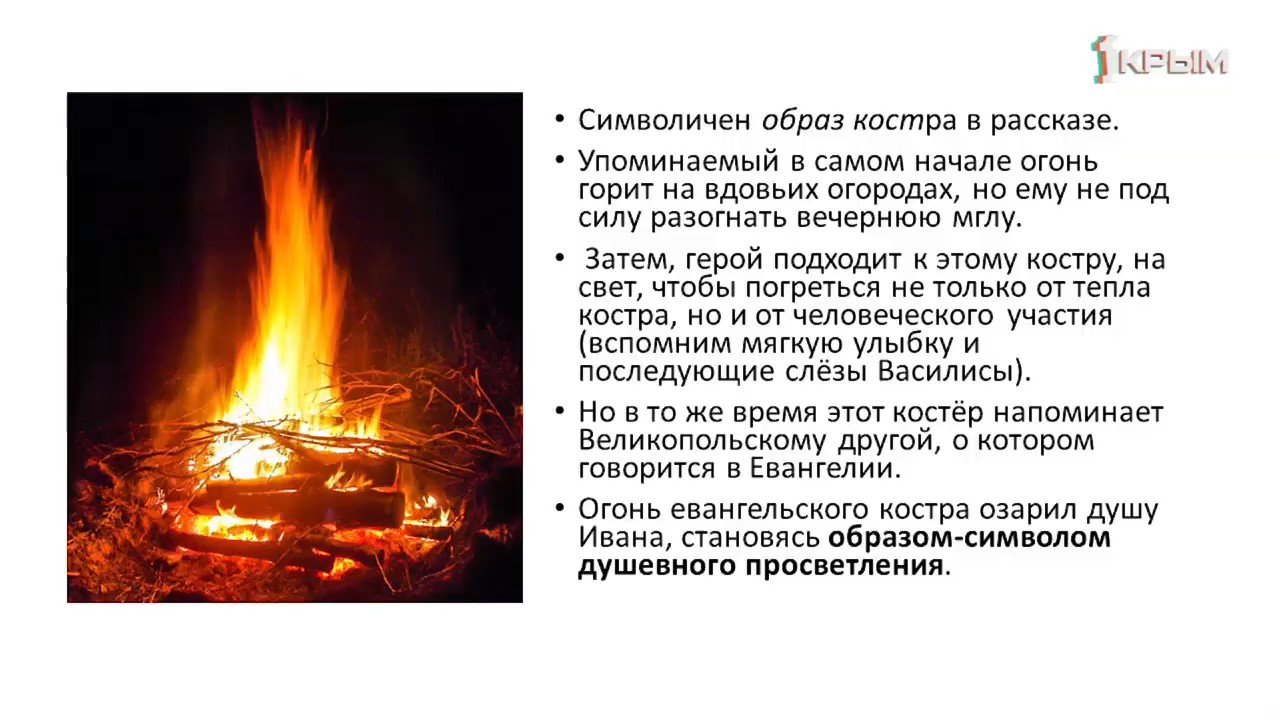 1КРЫМ
• Символичен образ костра в рассказе.
• Упоминаемый в самом начале огонь
горит на вдовьих огородах, но ему не под
силу разогнать вечернюю мглу.
• Затем, герой подходит к этому костру, на
свет, чтобы погреться не только от тепла
костра, но и от человеческого участия
(вспомним мягкую улыбку и
последующие слёзы Василисы).
• Но в то же время этот костёр напоминает
Великопольскому другой, о котором
говорится в Евангелии.
• Огонь евангельского костра озарил душу
Ивана, становясь образом-символом
душевного просветления.